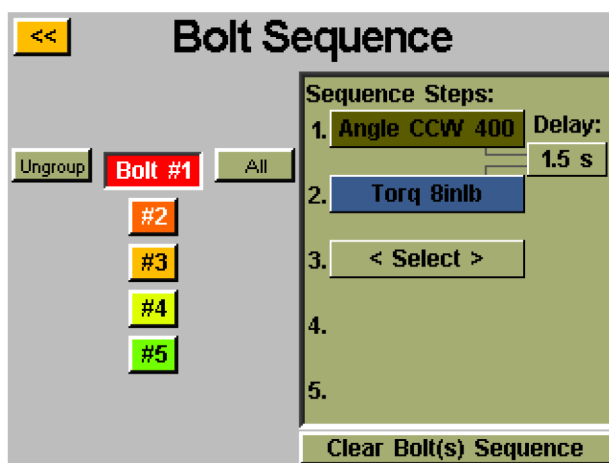 <<
Bolt Sequence
Ungroup
Bolt #1
All
#2
#3
#4
#5
Sequence Steps:
1. Angle CCW 400
Delay:
1.5 s
2. Torq 8inlb
3. < Select >
4.
5.
Clear Bolt(s) Sequence